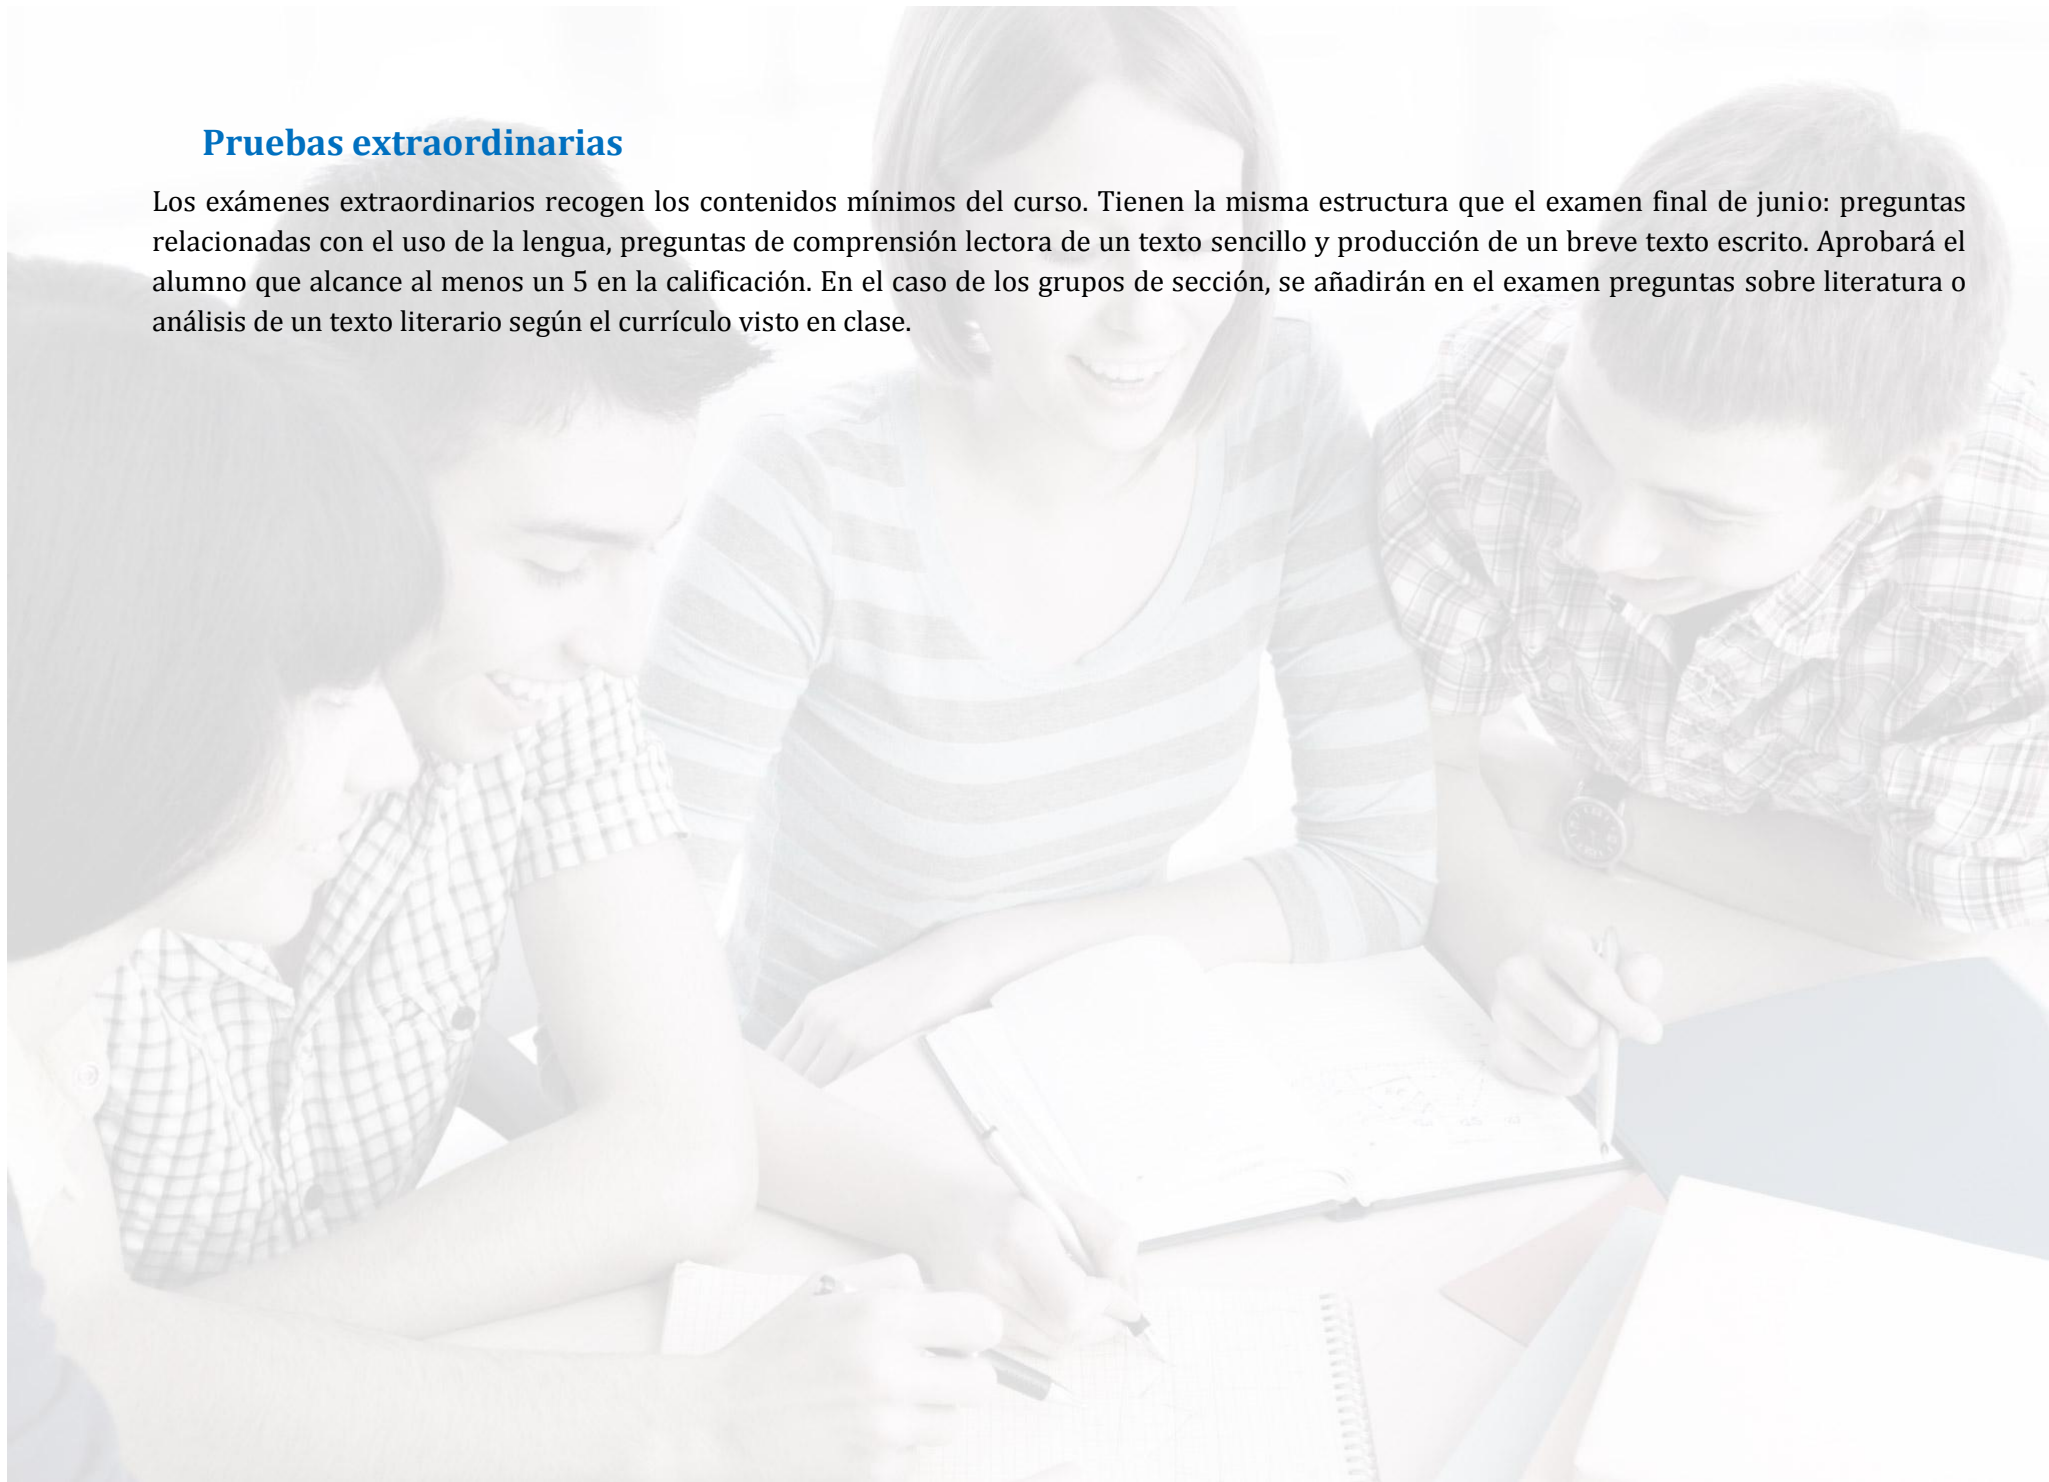 Pruebas extraordinarias
Los exámenes extraordinarios recogen los contenidos mínimos del curso. Tienen la misma estructura que el examen final de junio: preguntas
relacionadas con el uso de la lengua, preguntas de comprensión lectora de un texto sencillo y producción de un breve texto escrito. Aprobará el
alumno que alcance al menos un 5 en la calificación. En el caso de los grupos de sección, se añadirán en el examen preguntas sobre literatura o
análisis de un texto literario según el currículo visto en clase.